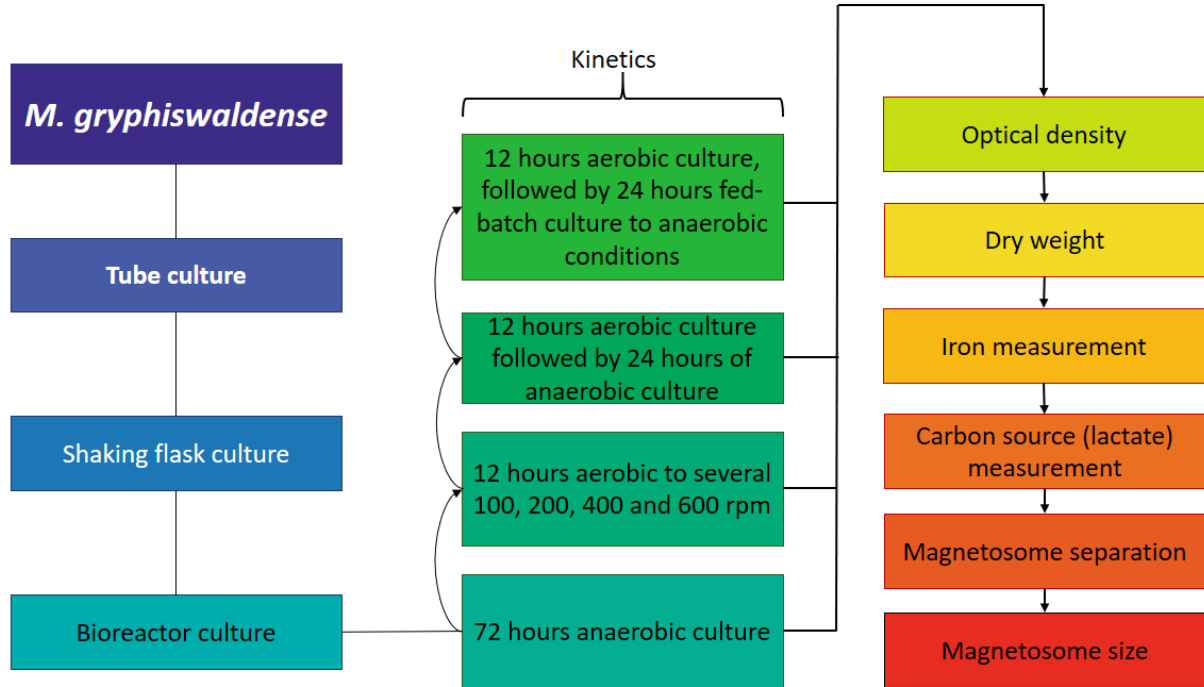 M. gryphiswaldense
Tube culture
Shaking flask culture
Bioreactor culture
Kinetics
12 hours aerobic culture,
followed by 24 hours fed-
batch culture to anaerobic
conditions
12 hours aerobic culture
followed by 24 hours of
anaerobic culture
12 hours aerobic to several
100, 200, 400 and 600 rpm
72 hours anaerobic culture
Optical density
Dry weight
Iron measurement
Carbon source (lactate)
measurement
Magnetosome separation
Magnetosome size